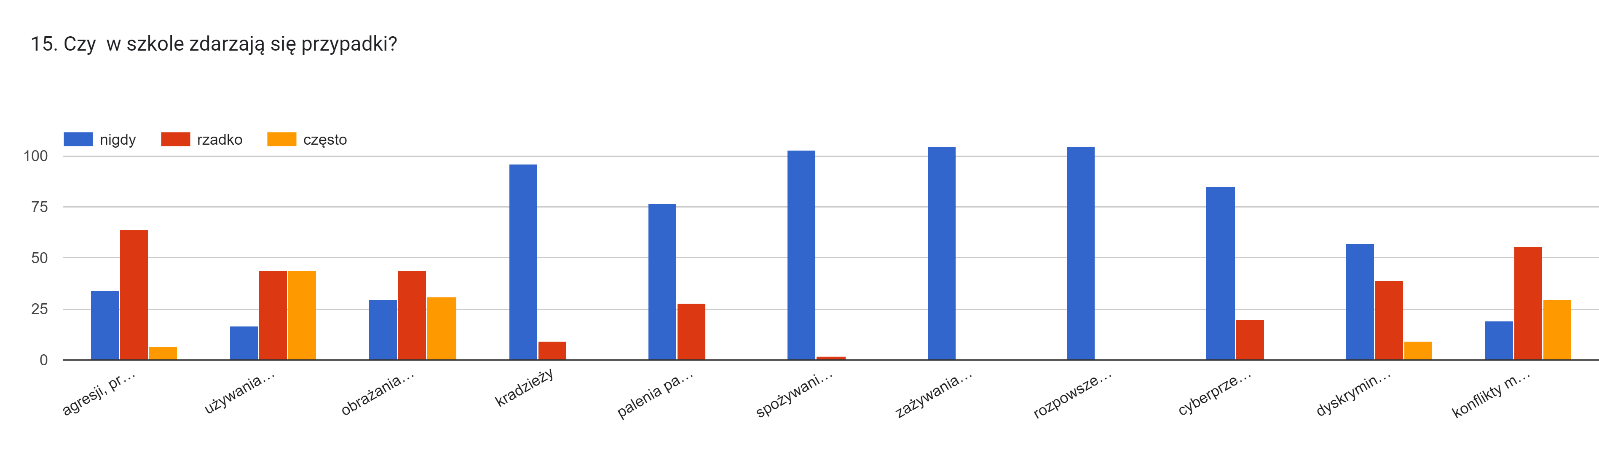 15. Czy  w szkole zdarzają się przypadki?
nigdy rzadko często
100
75
50
25
0
agresji, pr…
używania…
obrażania…
kradzieży
palenia pa…
spożywani…
zażywania…
rozpowsze…
cyberprze…
dyskrymin…
konflikty m…